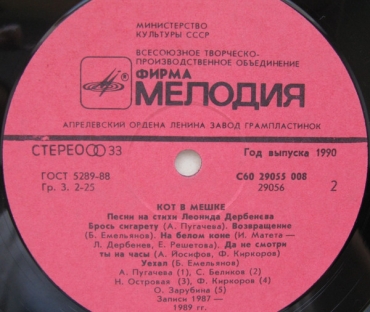 МИНИСТЕРСТВО
КУЛЬТУРЫ СССР
ВСЕСОЮЗНОЕ ТВОРЧЕСКО-
ПРОИЗВОДСТВЕННОЕ ОБЪЕДИНЕНИЕ
ФИРМА
МЕЛОДИЯ
АПРЕЛЕВСКИЙ ОРДЕНА ЛЕНИНА ЗАВОД ГРАМПЛАСТИНОК
СТЕРЕО 33
Год выпуска 1990
ГОСТ 5289-88
С60 29055 008
Гр. 3. 2-25
29056
2
КОТ В МЕШКЕ
Песни на стихи Леонида Дербенева
Брось сигарету (А. Пугачева). Возвращение
(Б. Емельянов). На белом коне (И. Матета —
Л. Дербенев, Е. Решетова). Да не смотри
ты на часы (А. Йосифов, Ф. Киркоров)
Уехал (Б. Емельянов)
А. Пугачева (1) С. Беликов (2)
Н. Островая (3), Ф. Киркоров (4)
О. Зарубина (5)
Записи 1987 —
1989 гг.